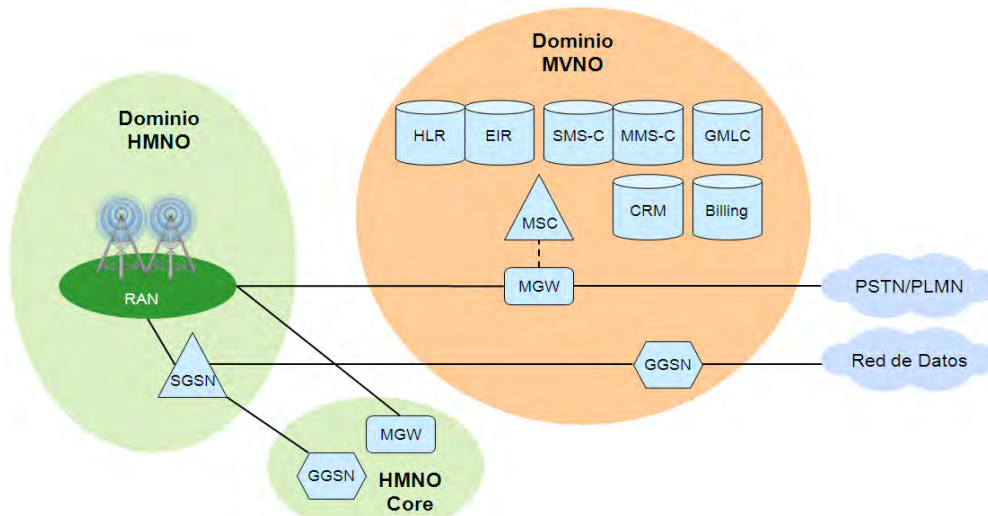 Dominio
MVNO
Dominio
HMNO
HLR
EIR
SMS-C
MMS-C
GMLC
CRM
Billing
MSC
RAN
MGW
PSTN/PLMN
SGSN
GGSN
Red de Datos
MGW
GGSN
HMNO
Core